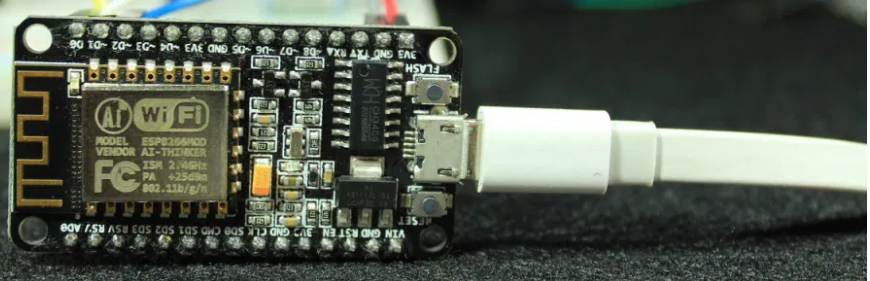 D0 ~D1 ~D2 ~D3 ~D4 3V3 GND ~D5 ~D6 ~D7 ~D8 RX TX GND 3V3
FLASH
Ai WiFi
MODEL ESP8266MOD
VENDOR AI-THINKER
ISM 2.4GHz
PA +25dBm
802.11b/g/n
FC
RESET
AD0 RSV RSV SD3 SD2 SD1 CMD SD0 CLK GND 3V3 EN RST GND VIN